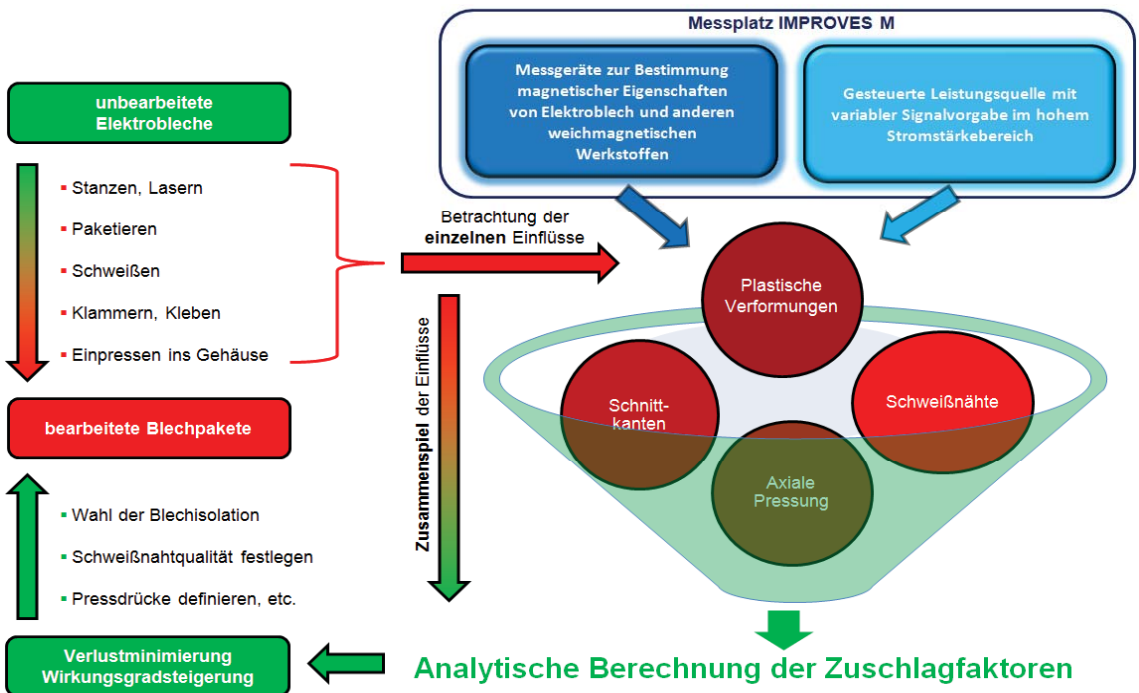 Messplatz IMPROVES M
Messgeräte zur Bestimmung
magnetischer Eigenschaften
von Elektroblech und anderen
weichmagnetischen
Werkstoffen
Gesteuerte Leistungsquelle mit
variabler Signalvorgabe im hohem
Stromstärkebereich
unbearbeitete
Elektrobleche
▪ Stanzen, Lasern
▪ Paketieren
▪ Schweißen
▪ Klammern, Kleben
▪ Einpressen ins Gehäuse
Betrachtung der
einzelnen Einflüsse
Zusammenspiel der Einflüsse
Plastische
Verformungen
Schnitt-
kanten
Schweißnähte
Axiale
Pressung
bearbeitete Blechpakete
▪ Wahl der Blechisolation
▪ Schweißnahtqualität festlegen
▪ Pressdrücke definieren, etc.
Verlustminimierung
Wirkungsgradsteigerung
Analytische Berechnung der Zuschlagfaktoren